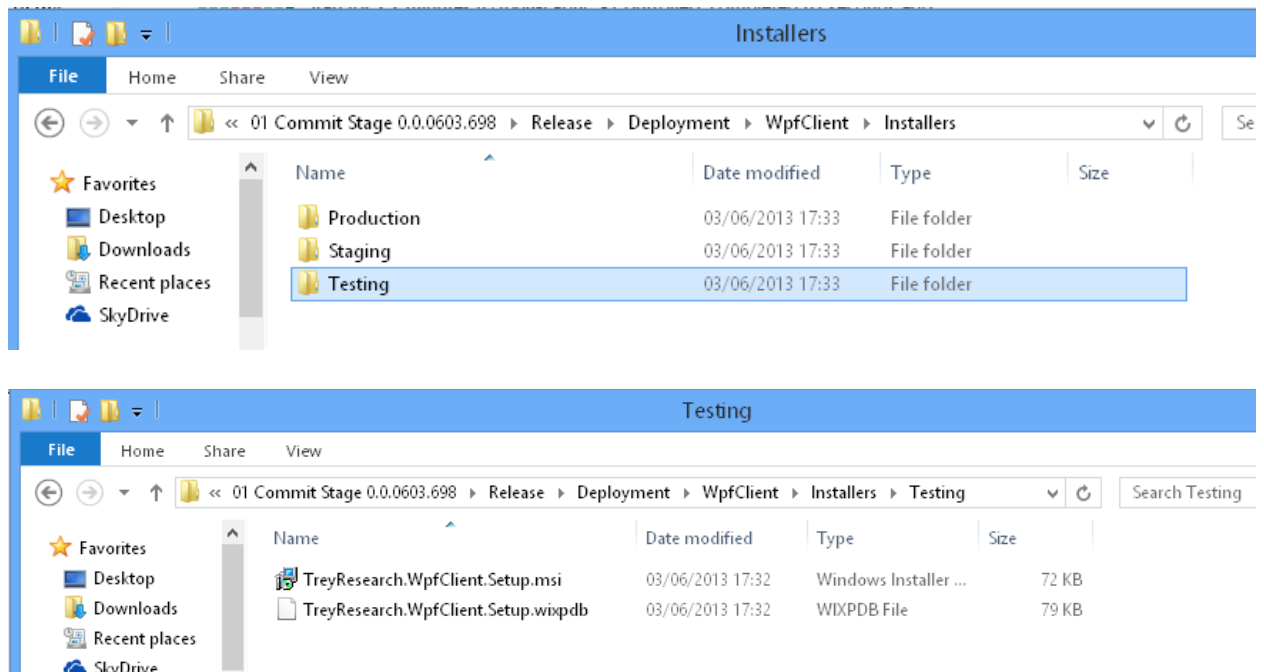 Installers
File Home Share View
« 01 Commit Stage 0.0.0603.698 Release Deployment WpfClient Installers Se
Name Date modified Type Size
Favorites
Desktop Production 03/06/2013 17:33 File folder
Downloads Staging 03/06/2013 17:33 File folder
Recent places Testing 03/06/2013 17:33 File folder
SkyDrive
Testing
File Home Share View
« 01 Commit Stage 0.0.0603.698 Release Deployment WpfClient Installers Testing Search Testing
Name Date modified Type Size
Favorites
Desktop TreyResearch.WpfClient.Setup.msi 03/06/2013 17:32 Windows Installer ... 72 KB
Downloads TreyResearch.WpfClient.Setup.wixpdb 03/06/2013 17:32 WIXPDB File 79 KB
Recent places
SkyDrive